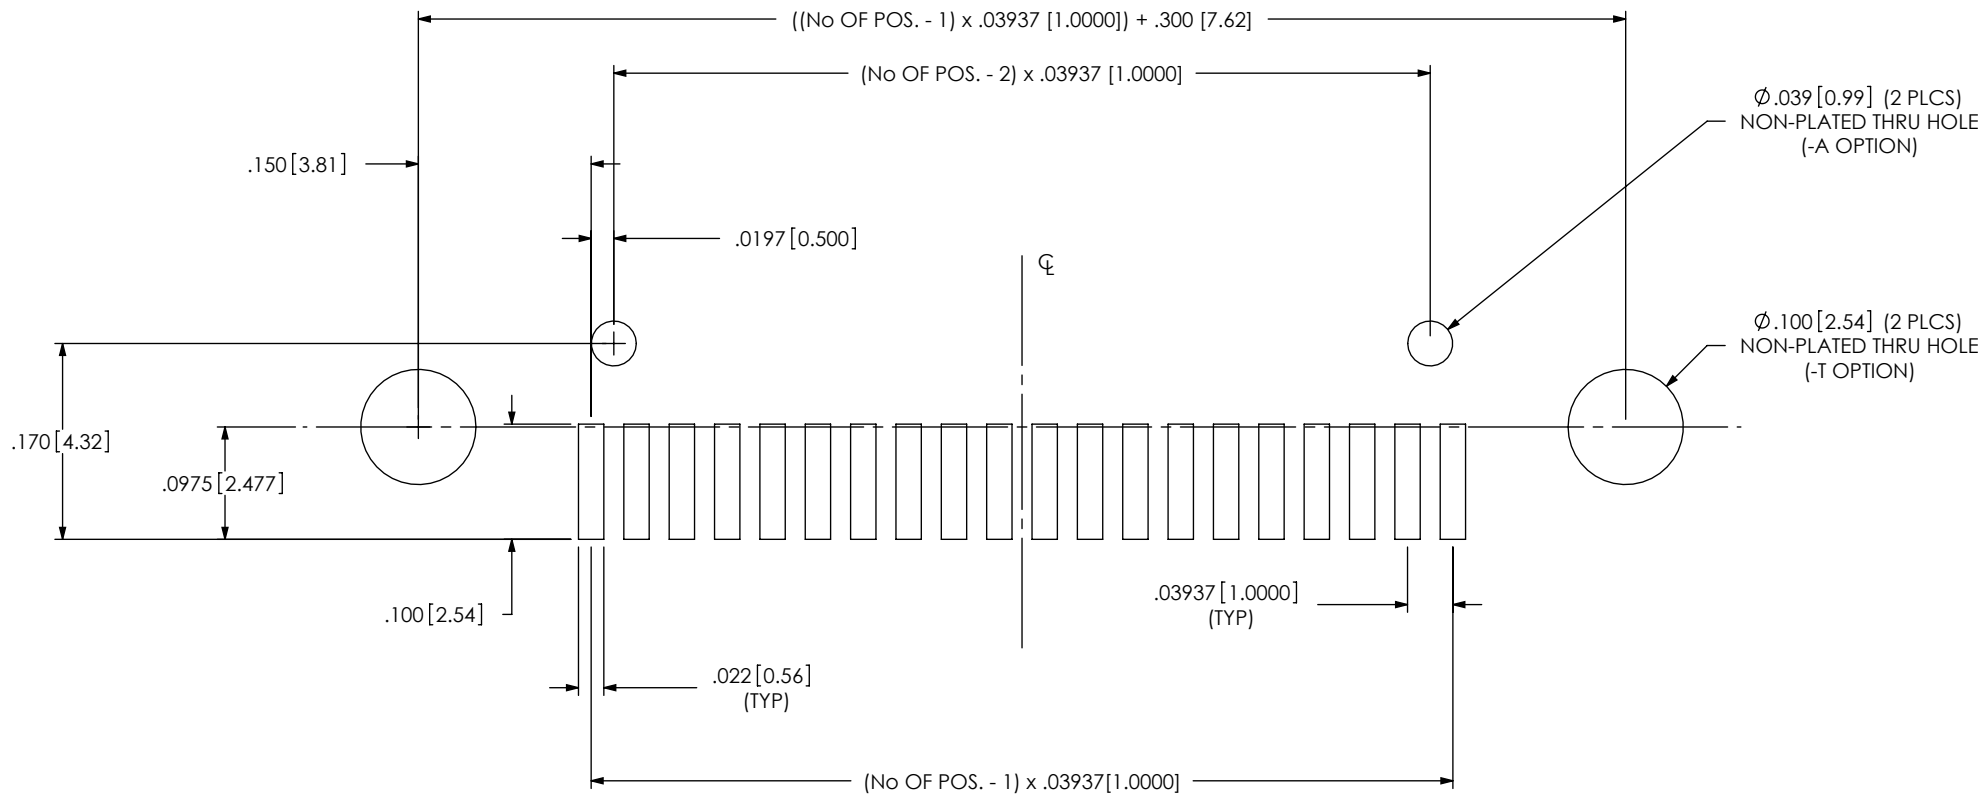 ((No OF POS. - 1) x .03937 [1.0000]) + .300 [7.62]
(No OF POS. - 2) x .03937 [1.0000]
Ø.039[0.99] (2 PLCS)
NON-PLATED THRU HOLE
(-A OPTION)
.150[3.81]
.0197[0.500]
℄
Ø.100[2.54] (2 PLCS)
NON-PLATED THRU HOLE
(-T OPTION)
.170[4.32]
.0975[2.477]
.100[2.54]
.03937[1.0000]
(TYP)
.022[0.56]
(TYP)
(No OF POS. - 1) x .03937[1.0000]